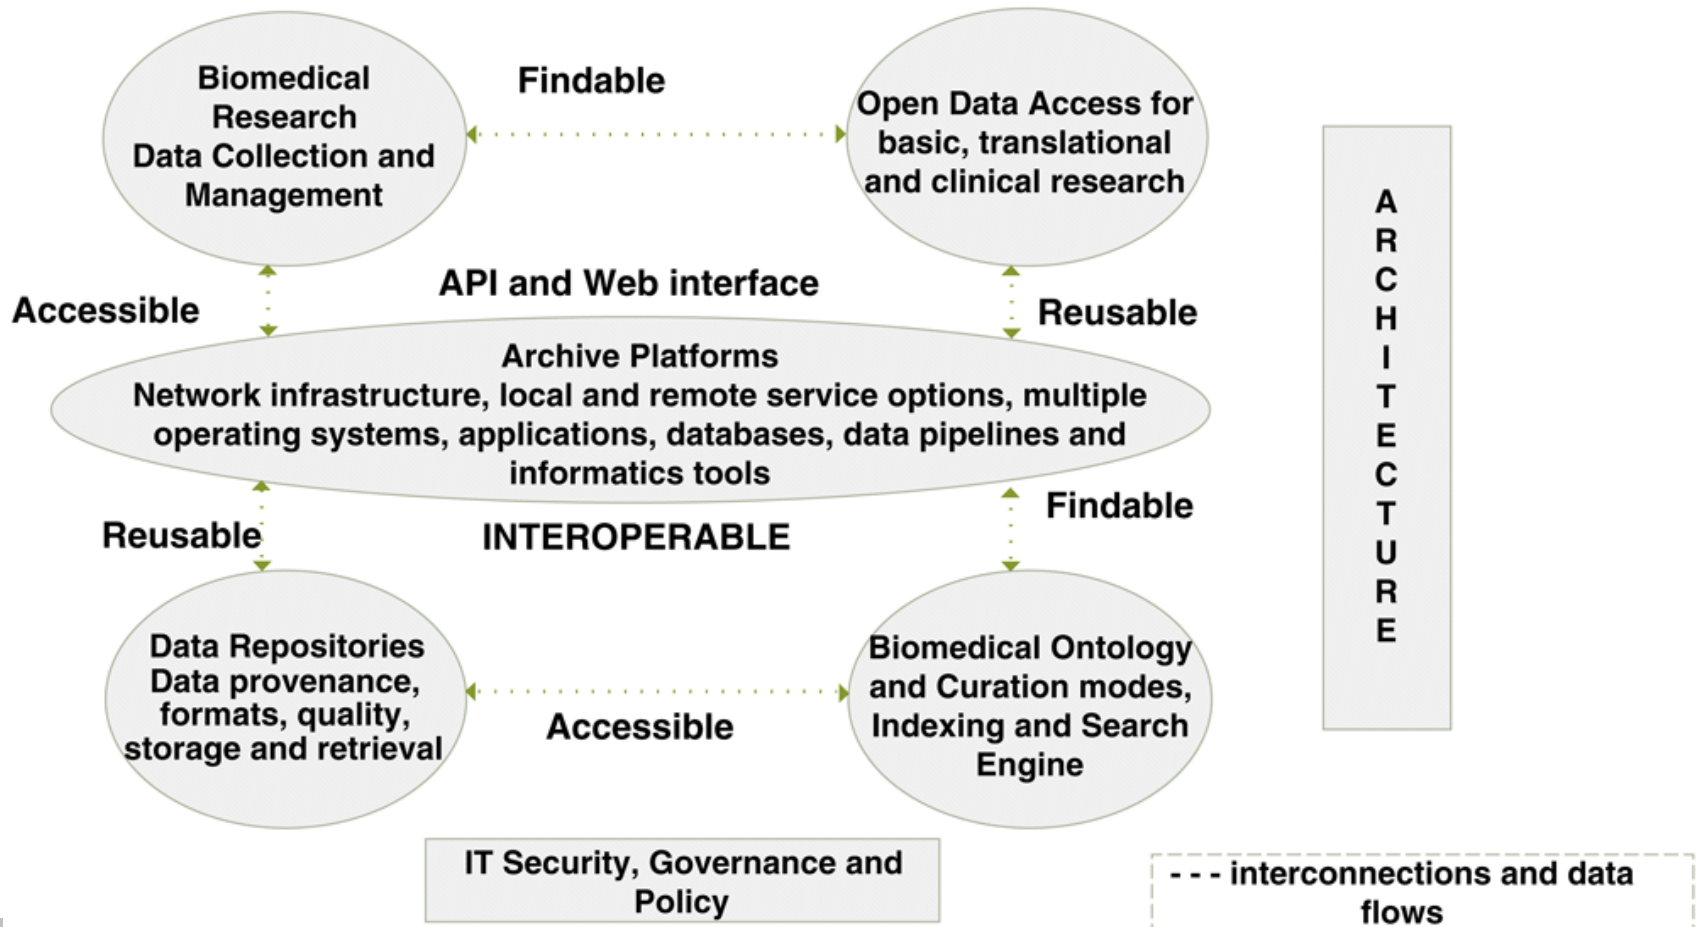 Biomedical
Research
Data Collection and
Management
Findable
Open Data Access for
basic, translational
and clinical research
Accessible
API and Web interface
Reusable
Archive Platforms
Network infrastructure, local and remote service options, multiple
operating systems, applications, databases, data pipelines and
informatics tools
Reusable
INTEROPERABLE
Findable
Data Repositories
Data provenance,
formats, quality,
storage and retrieval
Accessible
Biomedical Ontology
and Curation modes,
Indexing and Search
Engine
A
R
C
H
I
T
E
C
T
U
R
E
IT Security, Governance and
Policy
- - - interconnections and data
flows